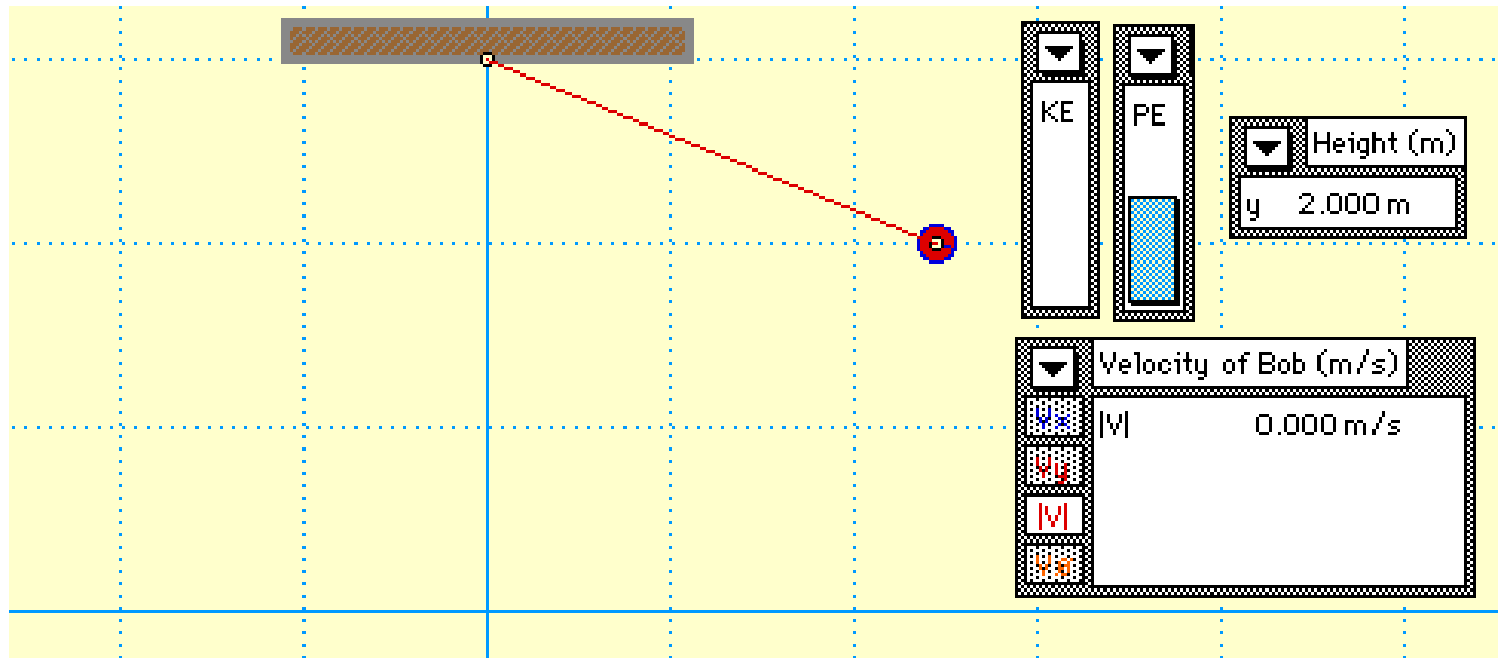 KE
PE
Height (m)
y 2.000 m
Velocity of Bob (m/s)
Vx
|V| 0.000 m/s
Vy
|V|